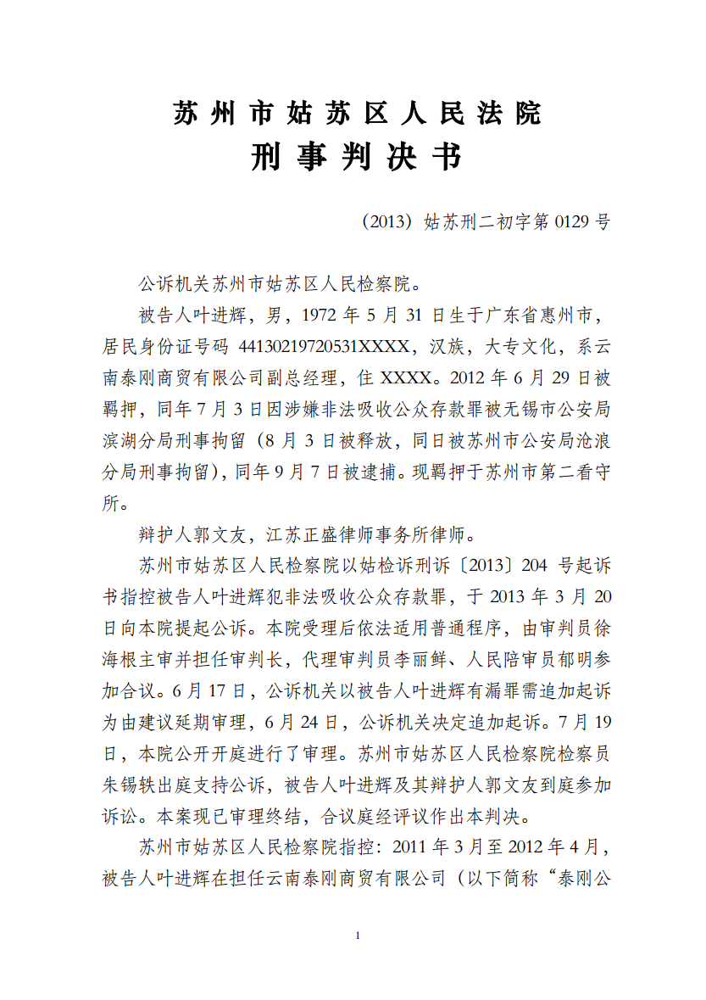 苏州市姑苏区人民法院
刑事判决书
（2013）姑苏刑二初字第 0129 号
公诉机关苏州市姑苏区人民检察院。
被告人叶进辉，男，1972 年 5 月 31 日生于广东省惠州市，
居民身份证号码 44130219720531XXXX，汉族，大专文化，系云
南泰刚商贸有限公司副总经理，住 XXXX。2012 年 6 月 29 日被
羁押，同年 7 月 3 日因涉嫌非法吸收公众存款罪被无锡市公安局
滨湖分局刑事拘留（8 月 3 日被释放，同日被苏州市公安局沧浪
分局刑事拘留），同年 9 月 7 日被逮捕。现羁押于苏州市第二看守
所。
辩护人郭文友，江苏正盛律师事务所律师。
苏州市姑苏区人民检察院以姑检诉刑诉〔2013〕204 号起诉
书指控被告人叶进辉犯非法吸收公众存款罪，于 2013 年 3 月 20
日向本院提起公诉。本院受理后依法适用普通程序，由审判员徐
海根主审并担任审判长，代理审判员李丽鲜、人民陪审员郁明参
加合议。6 月 17 日，公诉机关以被告人叶进辉有漏罪需追加起诉
为由建议延期审理，6 月 24 日，公诉机关决定追加起诉。7 月 19
日，本院公开开庭进行了审理。苏州市姑苏区人民检察院检察员
朱锡轶出庭支持公诉，被告人叶进辉及其辩护人郭文友到庭参加
诉讼。本案现已审理终结，合议庭经评议作出本判决。
苏州市姑苏区人民检察院指控：2011 年 3 月至 2012 年 4 月，
被告人叶进辉在担任云南泰刚商贸有限公司（以下简称“泰刚公
1